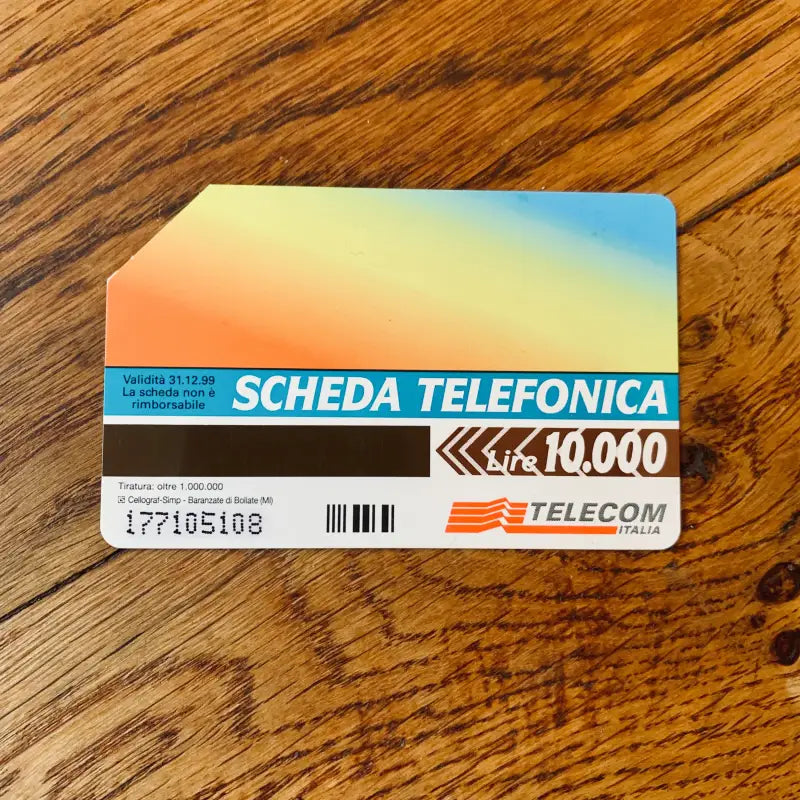 Validità 31.12.99
La scheda non è
rimborsabile
SCHEDA TELEFONICA
Lire 10.000
Tiratura: oltre 1.000.000
Cellograf-Simp - Baranzate di Bollate (MI)
177105108
TELECOM
ITALIA